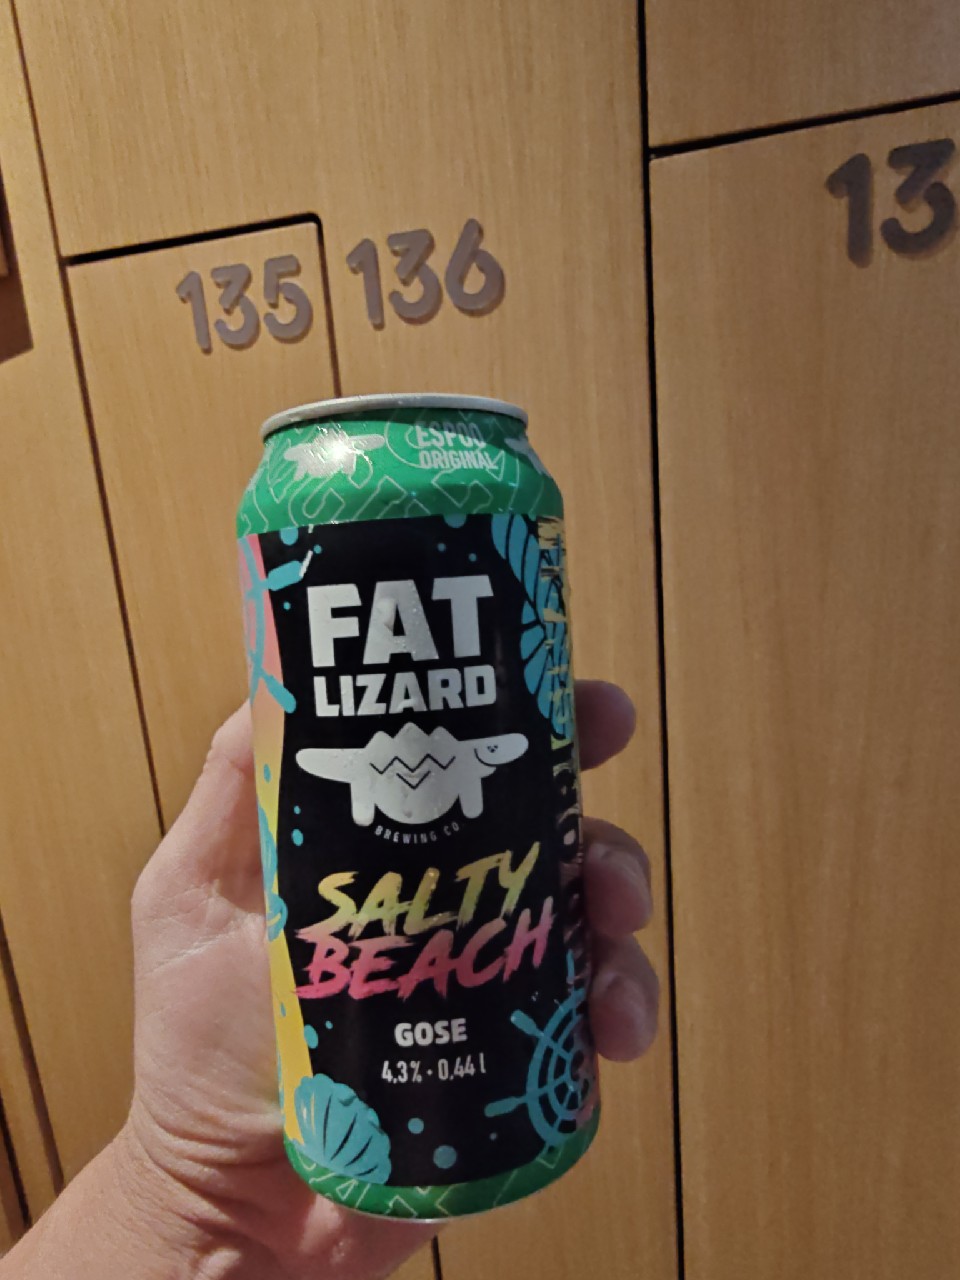 135
136
13
ESPOO
ORIGINAL
FAT
LIZARD
BREWING CO.
SALTY
BEACH
GOSE
4,3% · 0,44 l